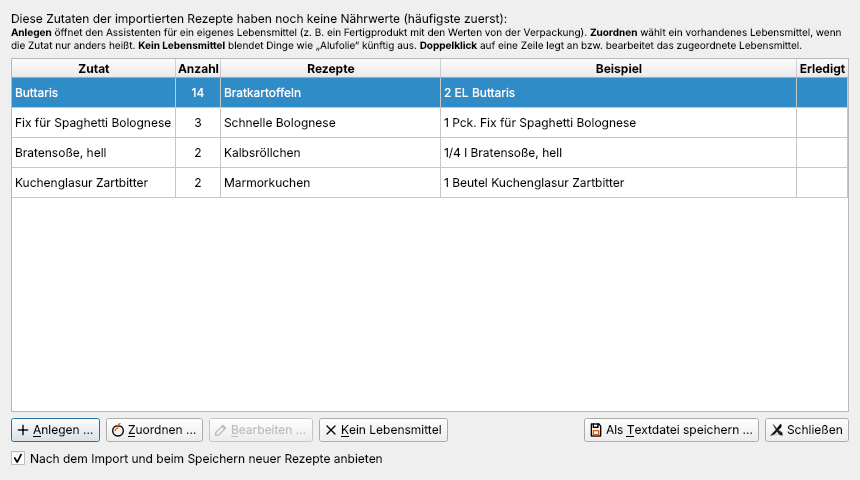 Diese Zutaten der importierten Rezepte haben noch keine Nährwerte (häufigste zuerst):
Anlegen öffnet den Assistenten für ein eigenes Lebensmittel (z. B. ein Fertigprodukt mit den Werten von der Verpackung). Zuordnen wählt ein vorhandenes Lebensmittel, wenn
die Zutat nur anders heißt. Kein Lebensmittel blendet Dinge wie „Alufolie“ künftig aus. Doppelklick auf eine Zeile legt an bzw. bearbeitet das zugeordnete Lebensmittel.
Zutat Anzahl Rezepte Beispiel Erledigt
Buttaris 14 Bratkartoffeln 2 EL Buttaris
Fix für Spaghetti Bolognese 3 Schnelle Bolognese 1 Pck. Fix für Spaghetti Bolognese
Bratensoße, hell 2 Kalbsröllchen 1/4 l Bratensoße, hell
Kuchenglasur Zartbitter 2 Marmorkuchen 1 Beutel Kuchenglasur Zartbitter
Anlegen ... Zuordnen ... Bearbeiten ... Kein Lebensmittel Als Textdatei speichern ... Schließen
Nach dem Import und beim Speichern neuer Rezepte anbieten